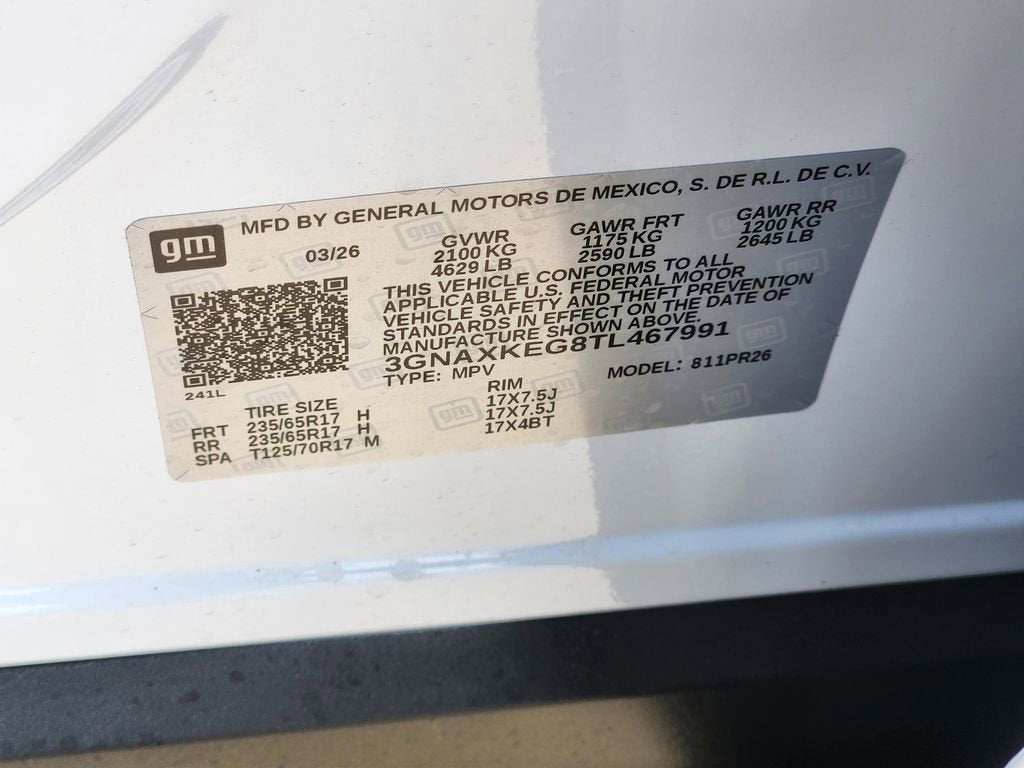 MFD BY GENERAL MOTORS DE MEXICO, S. DE R.L. DE C.V.
gm
03/26
GVWR
2100 KG
4629 LB
GAWR FRT
1175 KG
2590 LB
GAWR RR
1200 KG
2645 LB
THIS VEHICLE CONFORMS TO ALL
APPLICABLE U.S. FEDERAL MOTOR
VEHICLE SAFETY AND THEFT PREVENTION
STANDARDS IN EFFECT ON THE DATE OF
MANUFACTURE SHOWN ABOVE.
3GNAXKEG8TL467991
TYPE: MPV
MODEL: 811PR26
241L
TIRE SIZE
RIM
FRT 235/65R17 H 17X7.5J
RR 235/65R17 H 17X7.5J
SPA T125/70R17 M 17X4BT